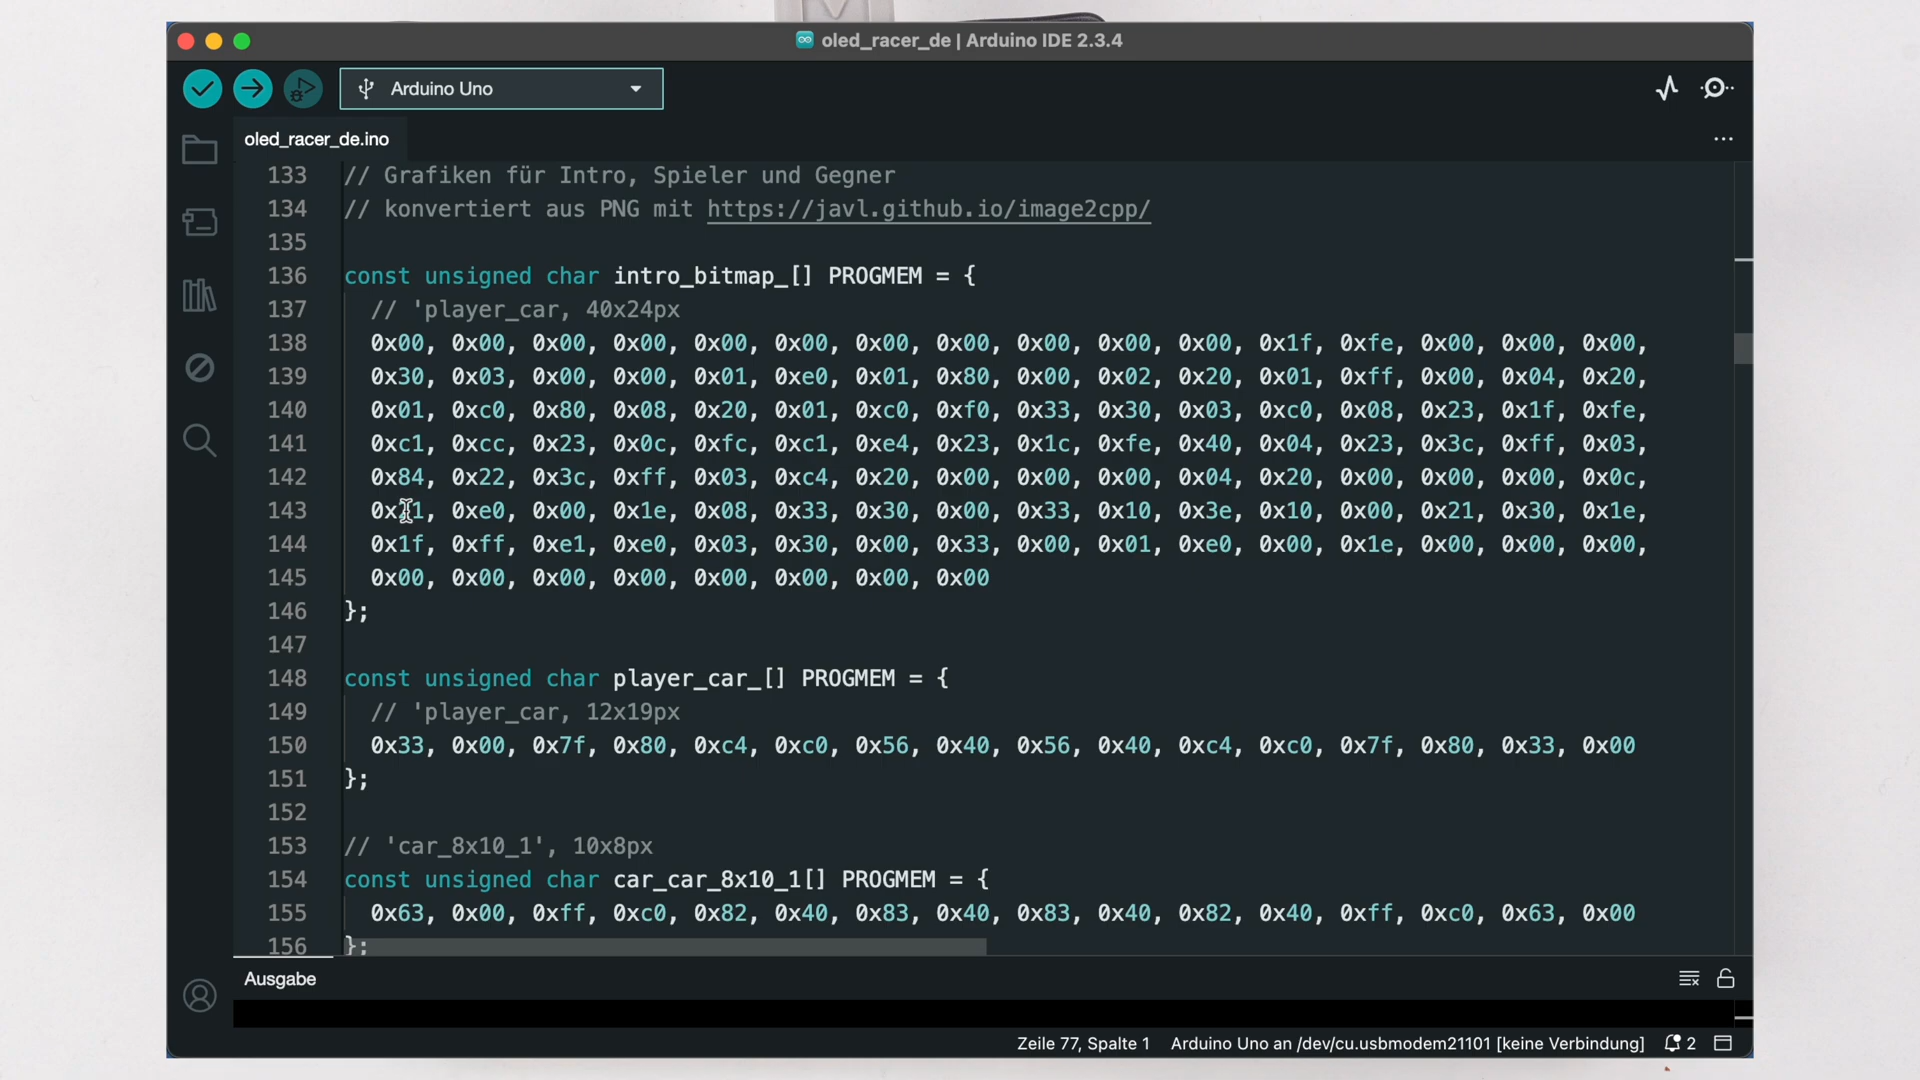 oled_racer_de | Arduino IDE 2.3.4
Arduino Uno
oled_racer_de.ino
133 // Grafiken für Intro, Spieler und Gegner
134 // konvertiert aus PNG mit https://javl.github.io/image2cpp/
135
136 const unsigned char intro_bitmap_[] PROGMEM = {
137 // 'player_car, 40x24px
138 0x00, 0x00, 0x00, 0x00, 0x00, 0x00, 0x00, 0x00, 0x00, 0x00, 0x00, 0x1f, 0xfe, 0x00, 0x00, 0x00,
139 0x30, 0x03, 0x00, 0x00, 0x01, 0xe0, 0x01, 0x80, 0x00, 0x02, 0x20, 0x01, 0xff, 0x00, 0x04, 0x20,
140 0x01, 0xc0, 0x80, 0x08, 0x20, 0x01, 0xc0, 0xf0, 0x33, 0x30, 0x03, 0xc0, 0x08, 0x23, 0x1f, 0xfe,
141 0xc1, 0xcc, 0x23, 0x0c, 0xfc, 0xc1, 0xe4, 0x23, 0x1c, 0xfe, 0x40, 0x04, 0x23, 0x3c, 0xff, 0x03,
142 0x84, 0x22, 0x3c, 0xff, 0x03, 0xc4, 0x20, 0x00, 0x00, 0x00, 0x04, 0x20, 0x00, 0x00, 0x00, 0x0c,
143 0xe0, 0x00, 0x1e, 0x08, 0x33, 0x30, 0x00, 0x33, 0x10, 0x3e, 0x10, 0x00, 0x21, 0x30, 0x1e,
144 0x1f, 0xff, 0xe1, 0xe0, 0x03, 0x30, 0x00, 0x33, 0x00, 0x01, 0xe0, 0x00, 0x1e, 0x00, 0x00, 0x00,
145 0x00, 0x00, 0x00, 0x00, 0x00, 0x00, 0x00, 0x00
146 };
147
148 const unsigned char player_car_[] PROGMEM = {
149 // 'player_car, 12x19px
150 0x33, 0x00, 0x7f, 0x80, 0xc4, 0xc0, 0x56, 0x40, 0x56, 0x40, 0xc4, 0xc0, 0x7f, 0x80, 0x33, 0x00
151 };
152
153 // 'car_8x10_1', 10x8px
154 const unsigned char car_car_8x10_1[] PROGMEM = {
155 0x63, 0x00, 0xff, 0xc0, 0x82, 0x40, 0x83, 0x40, 0x83, 0x40, 0x82, 0x40, 0xff, 0xc0, 0x63, 0x00
156 };
Ausgabe
Zeile 77, Spalte 1 Arduino Uno an /dev/cu.usbmodem21101 [keine Verbindung] 2